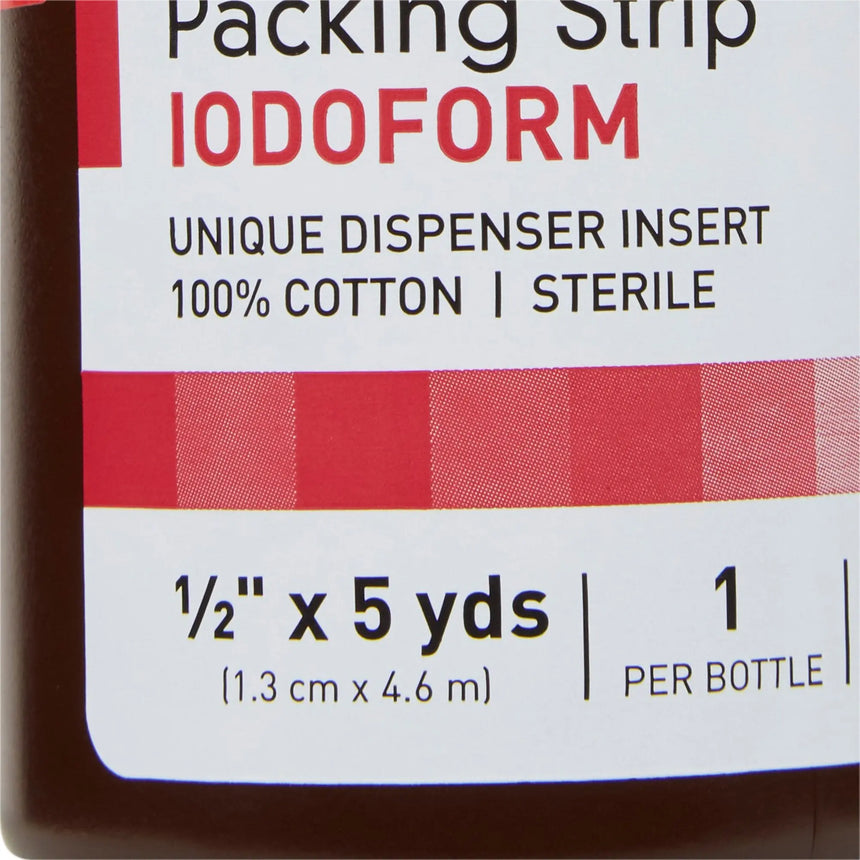 Packing Strip
IODOFORM
UNIQUE DISPENSER INSERT
100% COTTON | STERILE
½" x 5 yds
(1.3 cm x 4.6 m)
1
PER BOTTLE